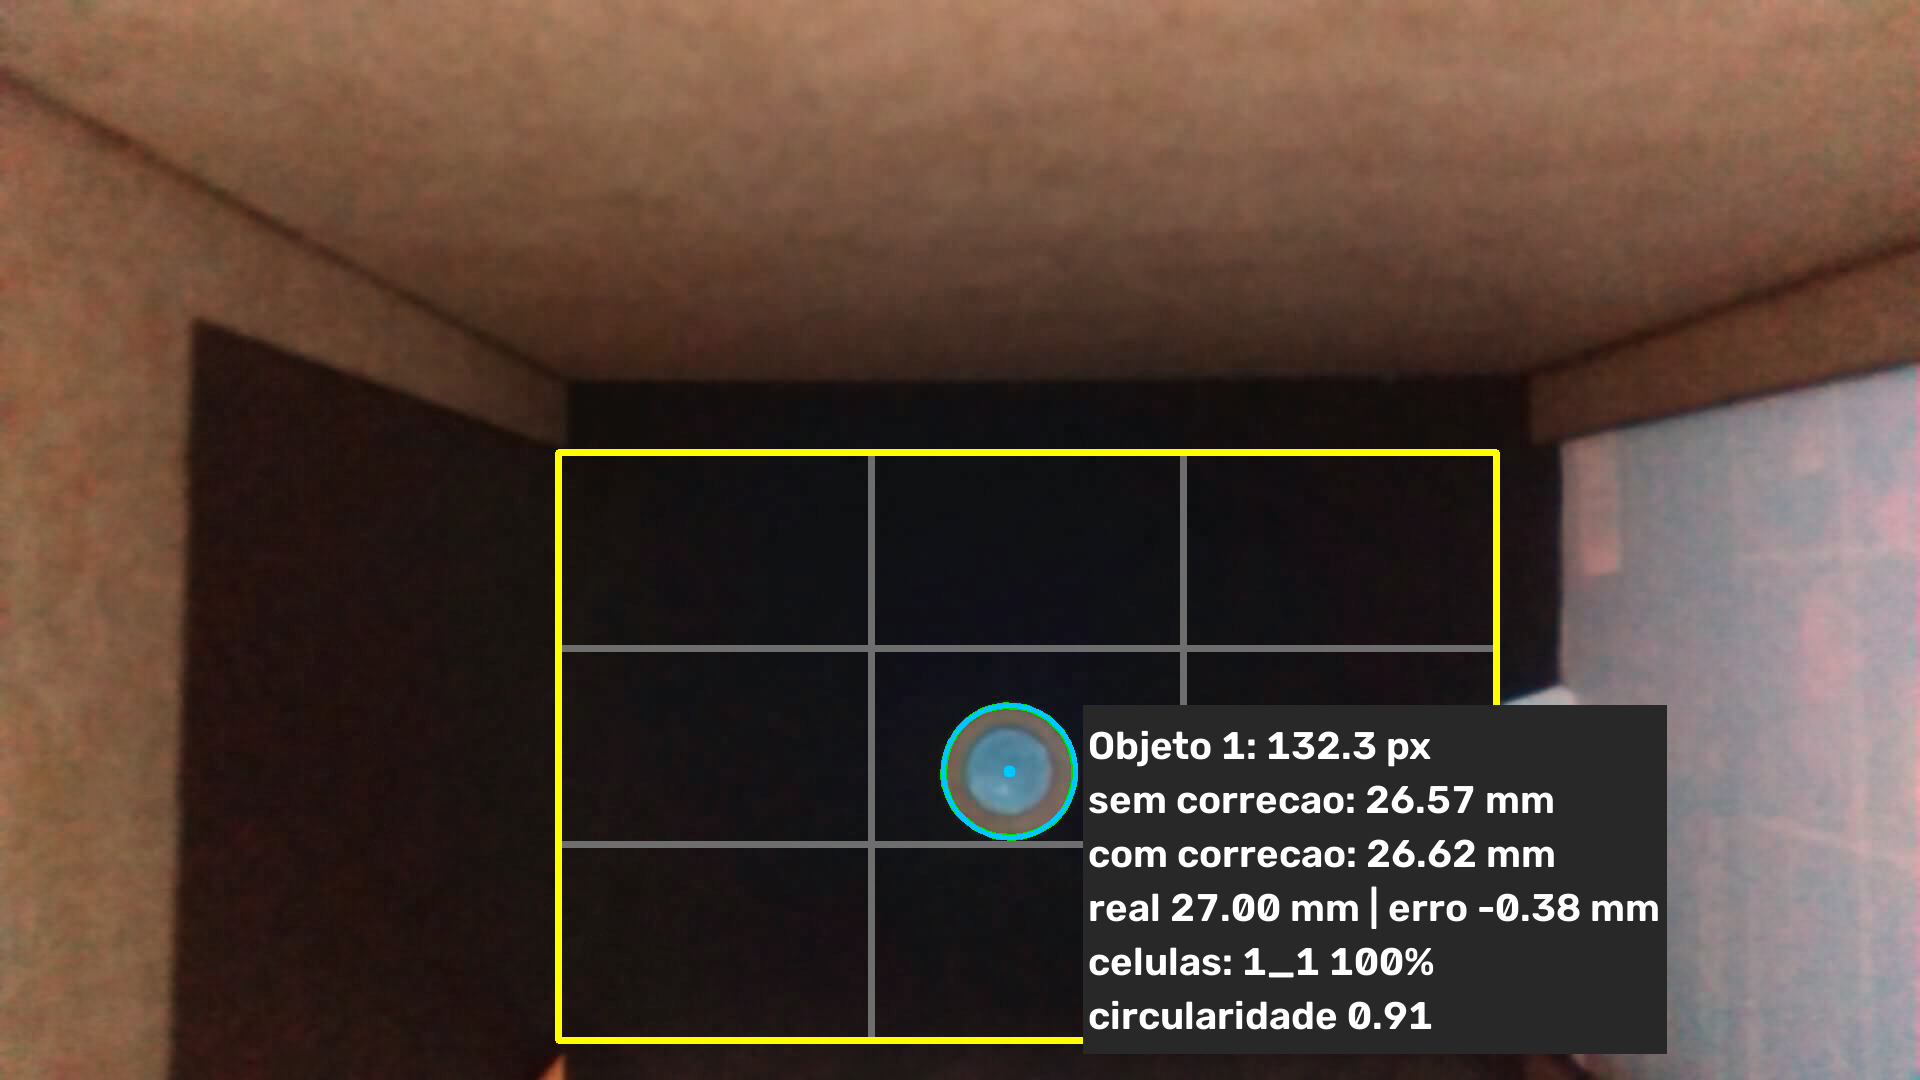 Objeto 1: 132.3 px
sem correcao: 26.57 mm
com correcao: 26.62 mm
real 27.00 mm | erro -0.38 mm
celulas: 1_1 100%
circularidade 0.91